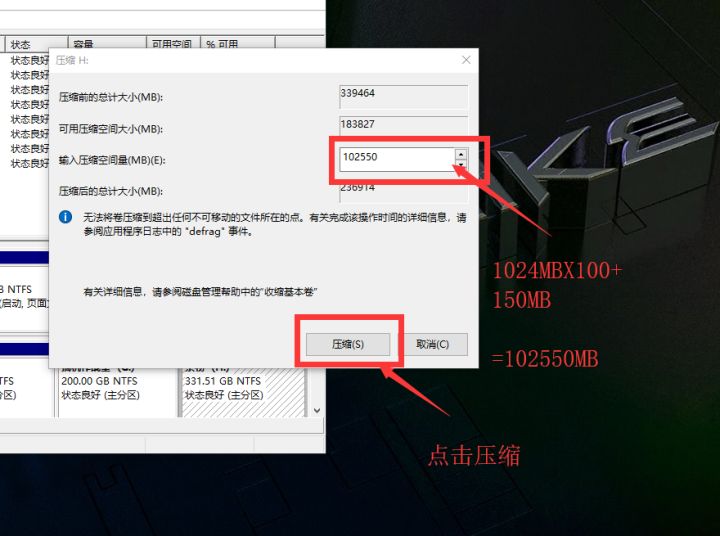 状态
容量
可用空间
% 可用
状态良好
状态良好
状态良好
状态良好
状态良好
状态良好
状态良好
状态良好
压缩 H:
压缩前的总计大小(MB):
339464
可用压缩空间大小(MB):
183827
输入压缩空间量(MB)(E):
102550
压缩后的总计大小(MB):
236914
无法将卷压缩到超出任何不可移动的文件所在的点。有关完成该操作时间的详细信息，请
参阅应用程序日志中的 "defrag" 事件。
有关详细信息，请参阅磁盘管理帮助中的"收缩基本卷"
压缩(S)
取消(C)
B NTFS
(启动, 页面
TFS
分区)
200.00 GB NTFS
状态良好 (主分区)
331.51 GB NTFS
状态良好 (主分区)
1024MBX100+
150MB
=102550MB
点击压缩